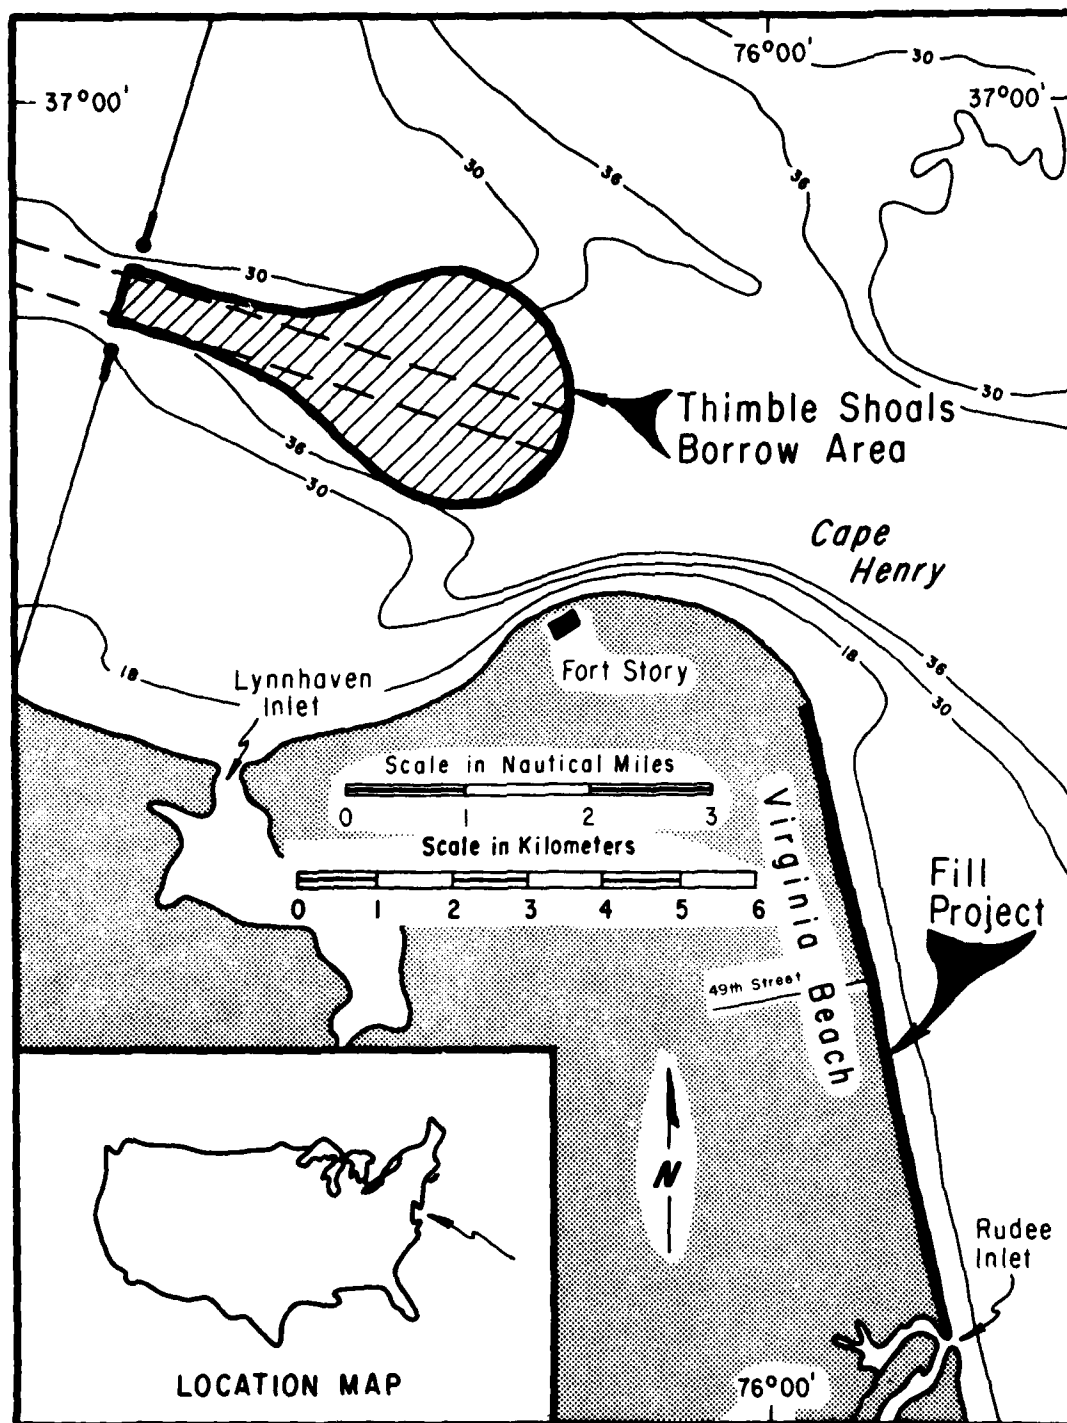 76°00'
30
37°00'
37°00'
30
36
36
30
30
Thimble Shoals
Borrow Area
36
30
Cape
Henry
18
36
Fort Story
18
Lynnhaven
Inlet
30
Scale in Nautical Miles
0 1 2 3
Scale in Kilometers
0 1 2 3 4 5 6
Virginia Beach
Fill
Project
49th Street
N
Rudee
Inlet
LOCATION MAP
76°00'